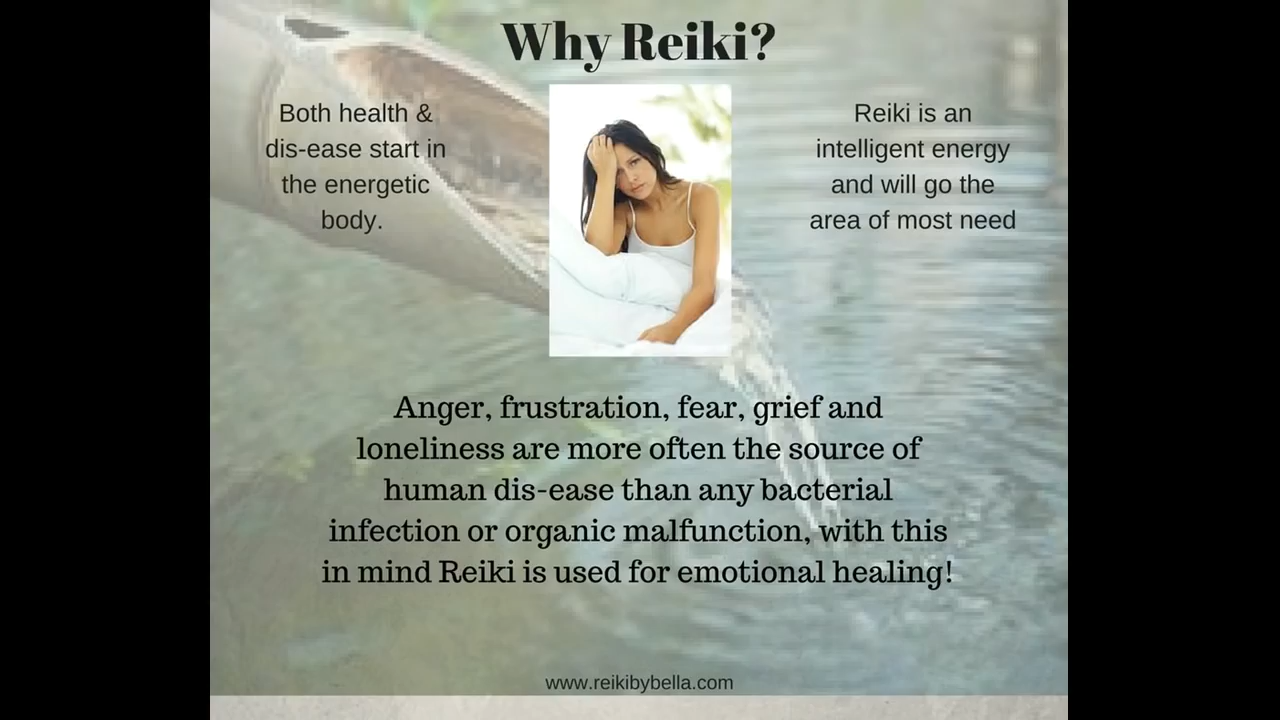 Why Reiki?
Both health &
dis-ease start in
the energetic
body.
Reiki is an
intelligent energy
and will go the
area of most need
Anger, frustration, fear, grief and
loneliness are more often the source of
human dis-ease than any bacterial
infection or organic malfunction, with this
in mind Reiki is used for emotional healing!
www.reikibybella.com